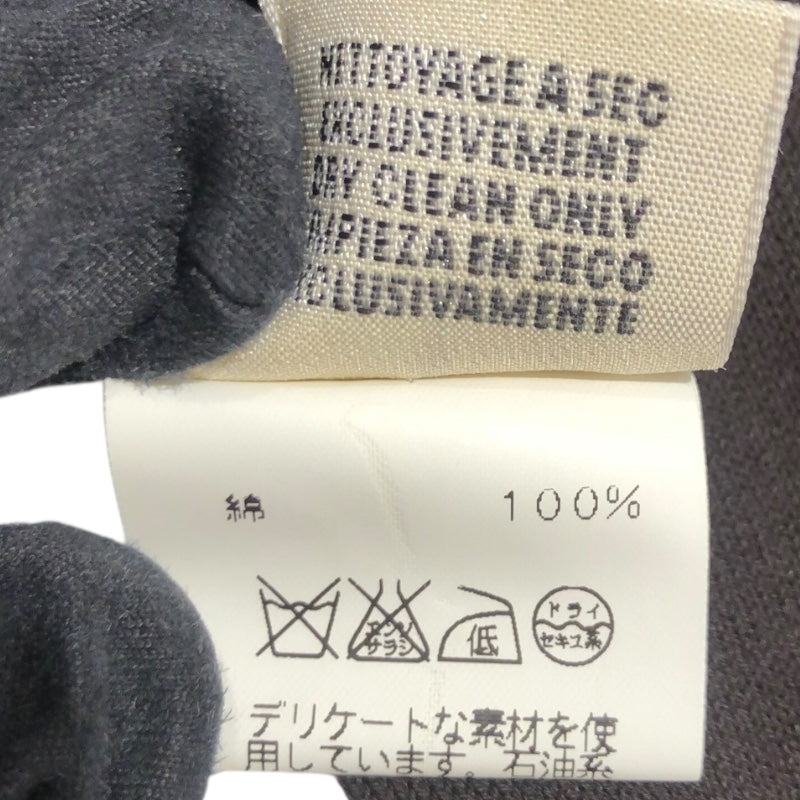 NETTOYAGE A SEC
EXCLUSIVEMENT
DRY CLEAN ONLY
EN SECO
綿 100%
エンソ
サラシ
低
ドライ
セキユ系
デリケートな素材を使
用しています。石油系